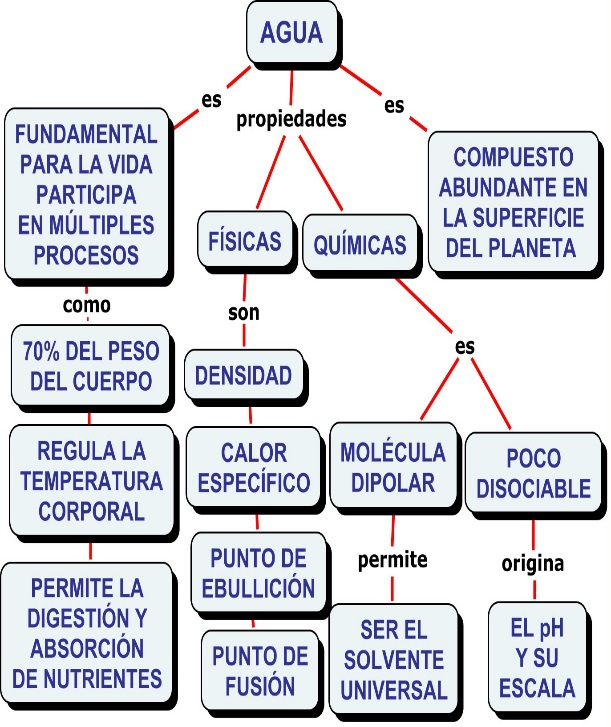 AGUA
es
propiedades
es
FUNDAMENTAL
PARA LA VIDA
PARTICIPA
EN MÚLTIPLES
PROCESOS
COMPUESTO
ABUNDANTE EN
LA SUPERFICIE
DEL PLANETA
FÍSICAS
QUÍMICAS
como
son
es
70% DEL PESO
DEL CUERPO
DENSIDAD
REGULA LA
TEMPERATURA
CORPORAL
CALOR
ESPECÍFICO
MOLÉCULA
DIPOLAR
POCO
DISOCIABLE
PERMITE LA
DIGESTIÓN Y
ABSORCIÓN
DE NUTRIENTES
PUNTO DE
EBULLICIÓN
PUNTO DE
FUSIÓN
permite
origina
SER EL
SOLVENTE
UNIVERSAL
EL pH
Y SU
ESCALA